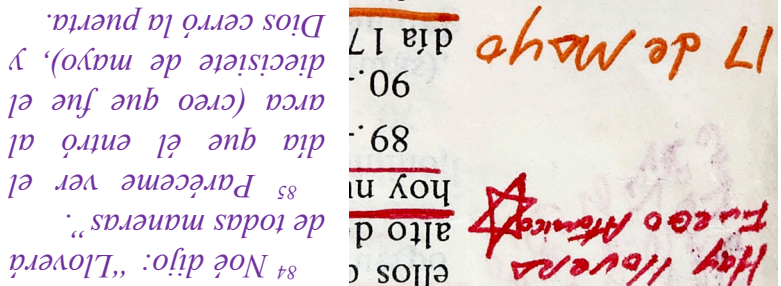 Hay llovera
Fuego Atomico
17 de Mayo
ellos
alto d
hoy nu
89.-
90.-
día 17
84 Noé dijo: “Lloverá
de todas maneras”.
85 Paréceme ver el
día que él entró al
arca (creo que fue el
diecisiete de mayo), y
Dios cerró la puerta.